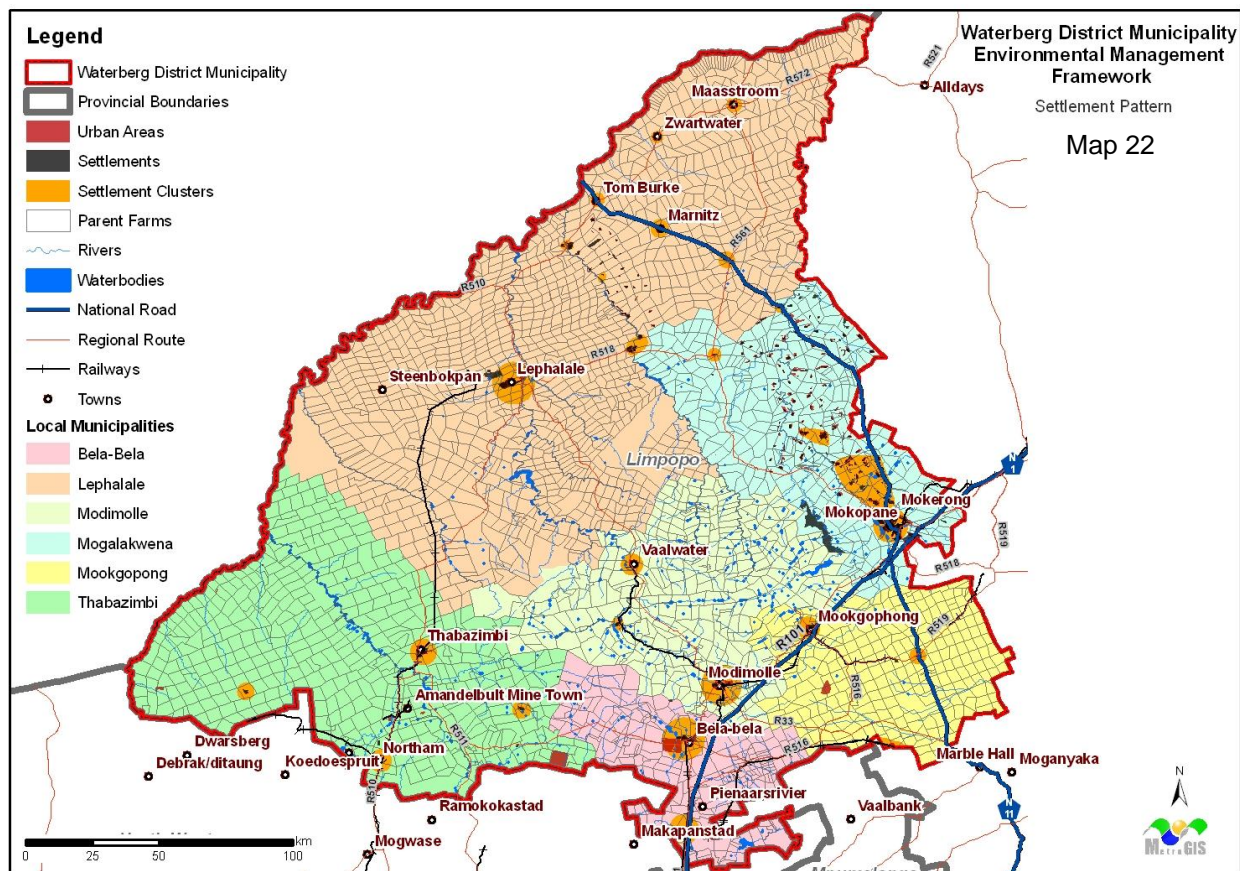 Legend
Waterberg District Municipality
Provincial Boundaries
Urban Areas
Settlements
Settlement Clusters
Parent Farms
Rivers
Waterbodies
National Road
Regional Route
Railways
Towns
Local Municipalities
Bela-Bela
Lephalale
Modimolle
Mogalakwena
Mookgopong
Thabazimbi
Waterberg District Municipality
Environmental Management
Framework
Settlement Pattern
Map 22
R521
Alldays
R572
Maasstroom
Zwartwater
Tom Burke
Marnitz
R561
R510
R518
Steenbokpan
Lephalale
Limpopo
N
1
Mokerong
Mokopane
R519
R518
Vaalwater
Mookgophong
R101
R519
Thabazimbi
Modimolle
R516
Amandelbult Mine Town
R33
Bela-bela
R511
R516
Dwarsberg
Northam
Debrak/ditaung
Koedoespruit
Marble Hall
Moganyaka
R510
Pienaarsrivier
Ramokokastad
Vaalbank
N
11
Makapanstad
Mogwase
N
0 25 50 100
km
MetroGIS